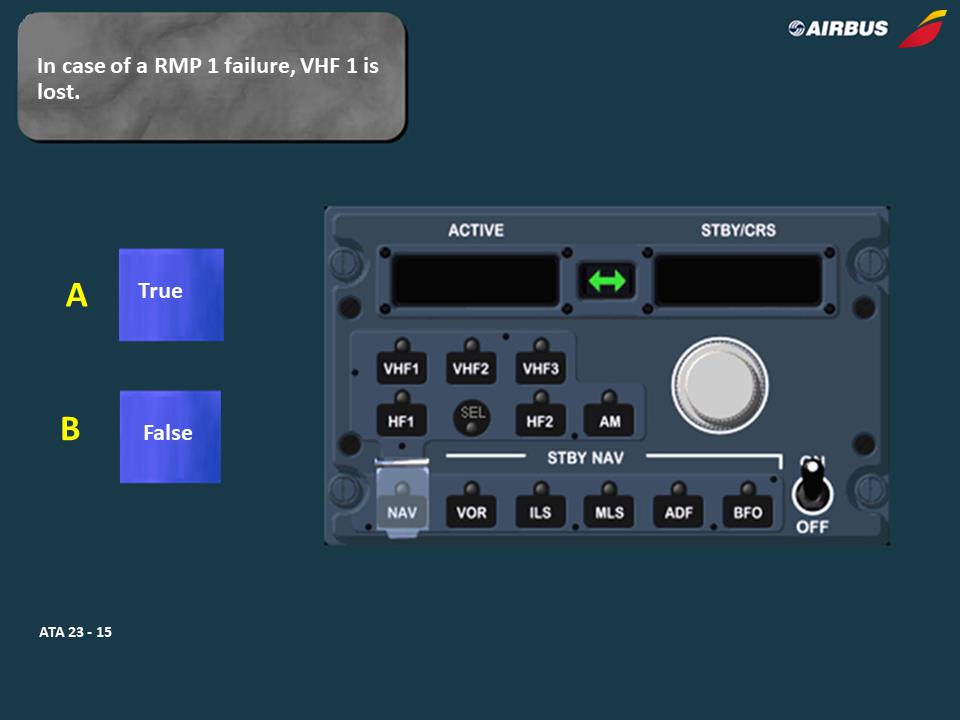 In case of a RMP 1 failure, VHF 1 is
lost.
AIRBUS
A
True
B
False
ACTIVE
STBY/CRS
VHF1
VHF2
VHF3
HF1
SEL
HF2
AM
STBY NAV
ON
NAV
VOR
ILS
MLS
ADF
BFO
OFF
ATA 23 - 15